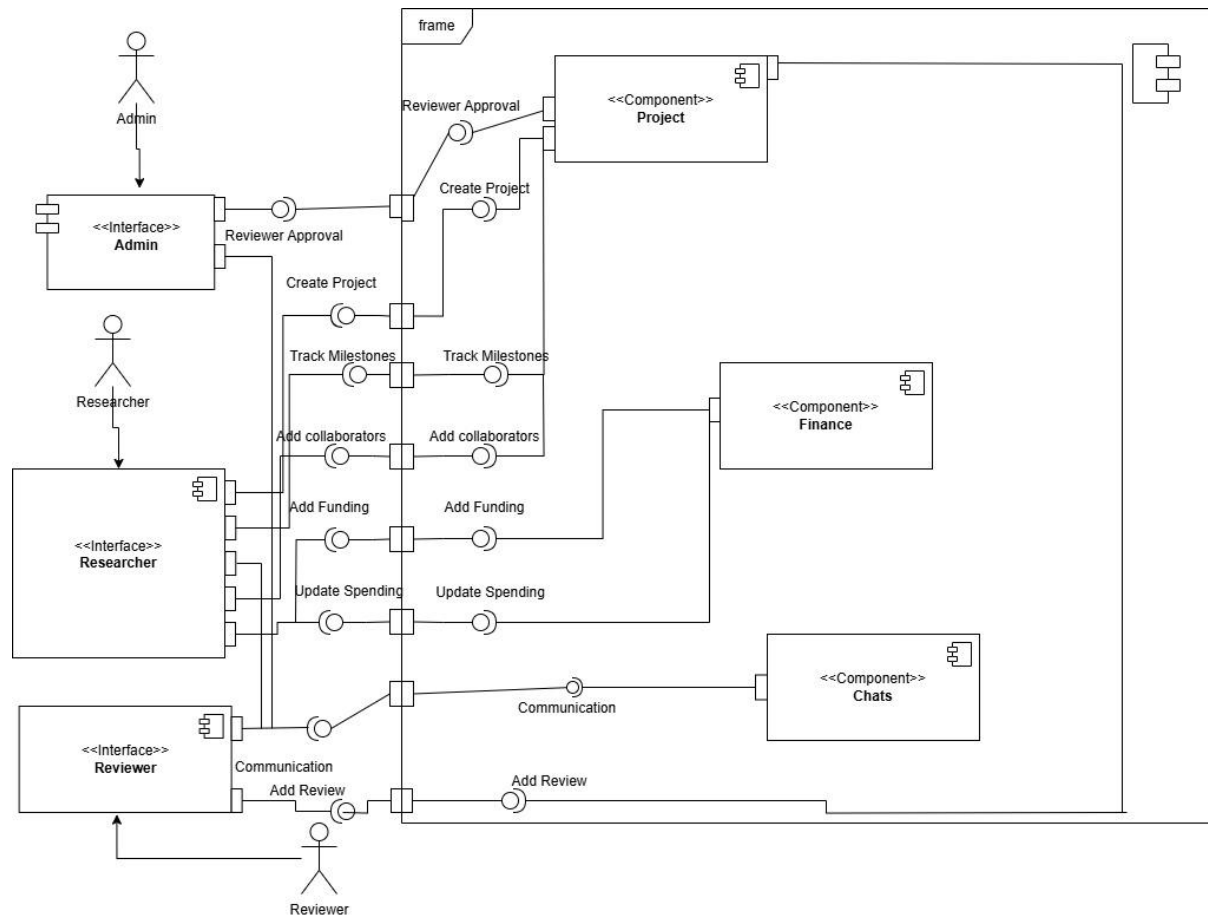 frame
<<Component>>
Project
Reviewer Approval
Admin
Create Project
<<Interface>>
Admin
Reviewer Approval
Create Project
Track Milestones
Track Milestones
Researcher
<<Component>>
Finance
Add collaborators
Add collaborators
Add Funding
Add Funding
<<Interface>>
Researcher
Update Spending
Update Spending
<<Component>>
Chats
Communication
<<Interface>>
Reviewer
Communication
Add Review
Add Review
Reviewer